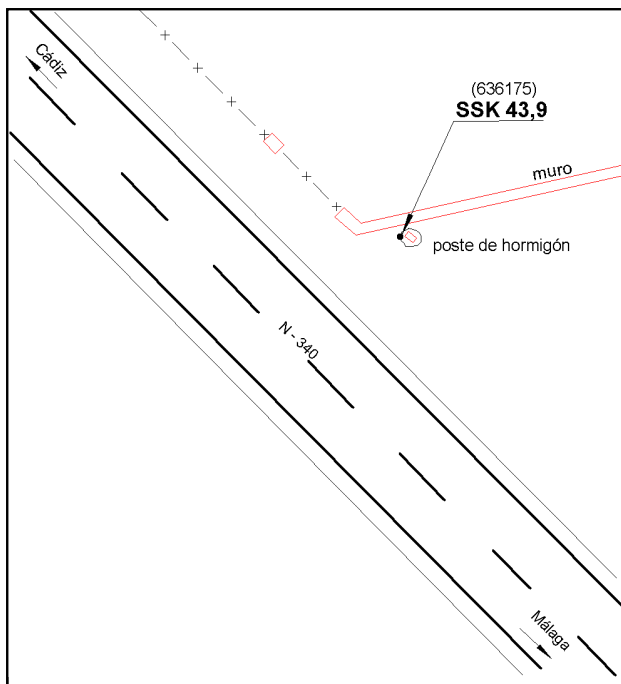 Cádiz
(636175)
SSK 43,9
muro
poste de hormigón
N - 340
Málaga